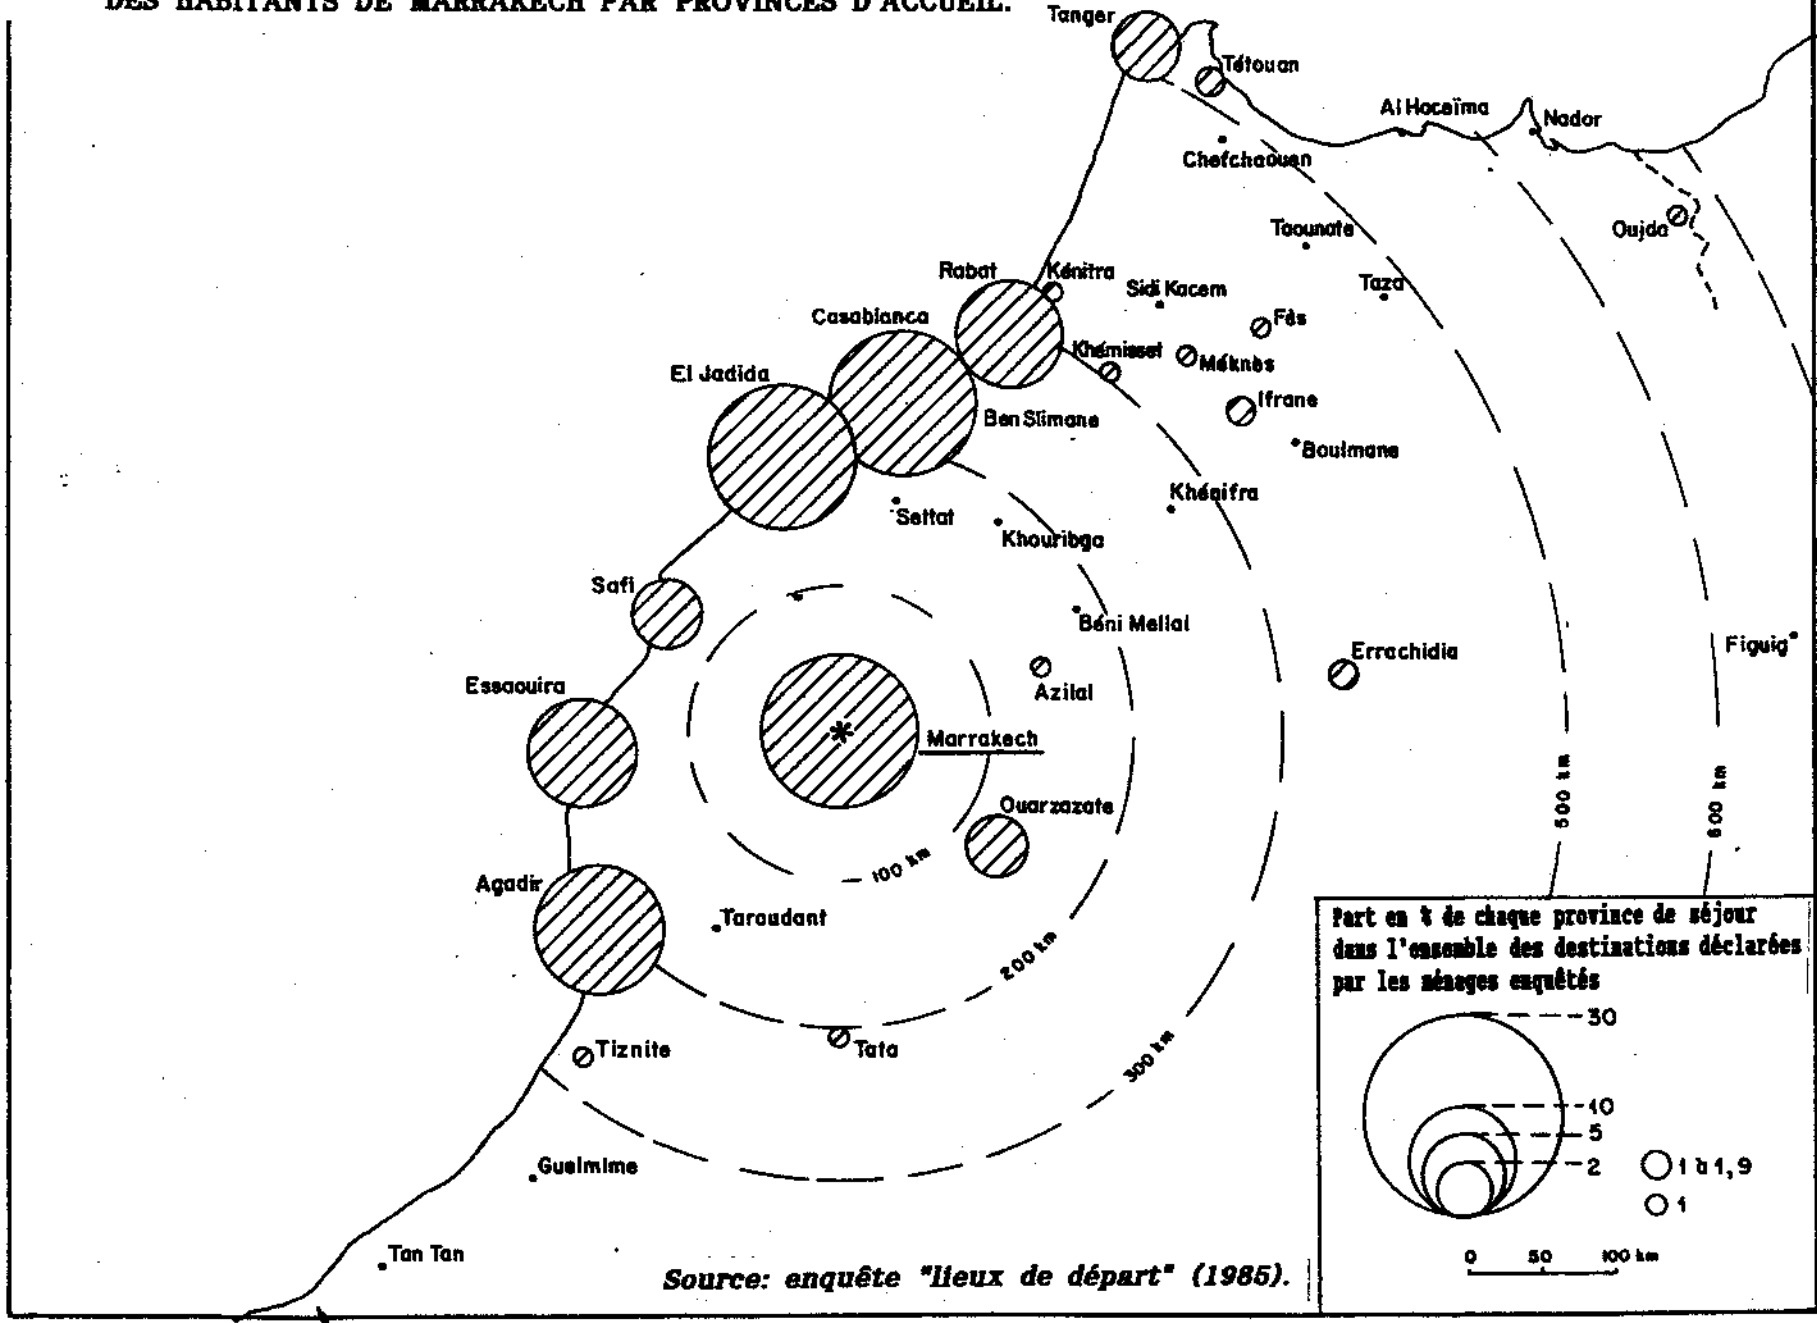 DES HABITANTS DE MARRAKECH PAR PROVINCES D'ACCUEIL.
Tanger
Tétouan
Al Hoceïma
Nador
Chefchaouen
Taounate
Oujda
Rabat
Kénitra
Sidi Kacem
Taza
Casablanca
Fès
Khémisset
Méknès
El Jadida
Ifrane
Ben Slimane
Boulmane
Khénifra
Settat
Khouribga
Safi
Béni Mellal
Figuig
Errachidia
Essaouira
Azilal
Marrakech
Ouarzazate
500 km
600 km
100 km
Agadir
Taroudant
200 km
300 km
Tiznite
Tata
Guelmime
Tan Tan
Part en % de chaque province de séjour
dans l'ensemble des destinations déclarées
par les ménages enquêtés
30
10
5
2
1 à 1,9
1
0 50 100 km
Source: enquête "lieux de départ" (1985).